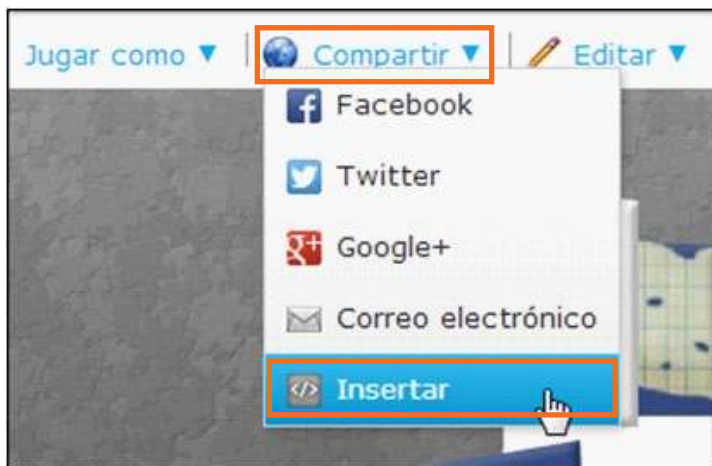 Jugar como ▼ | Compartir ▼ | Editar ▼
Facebook
Twitter
Google+
Correo electrónico
Insertar